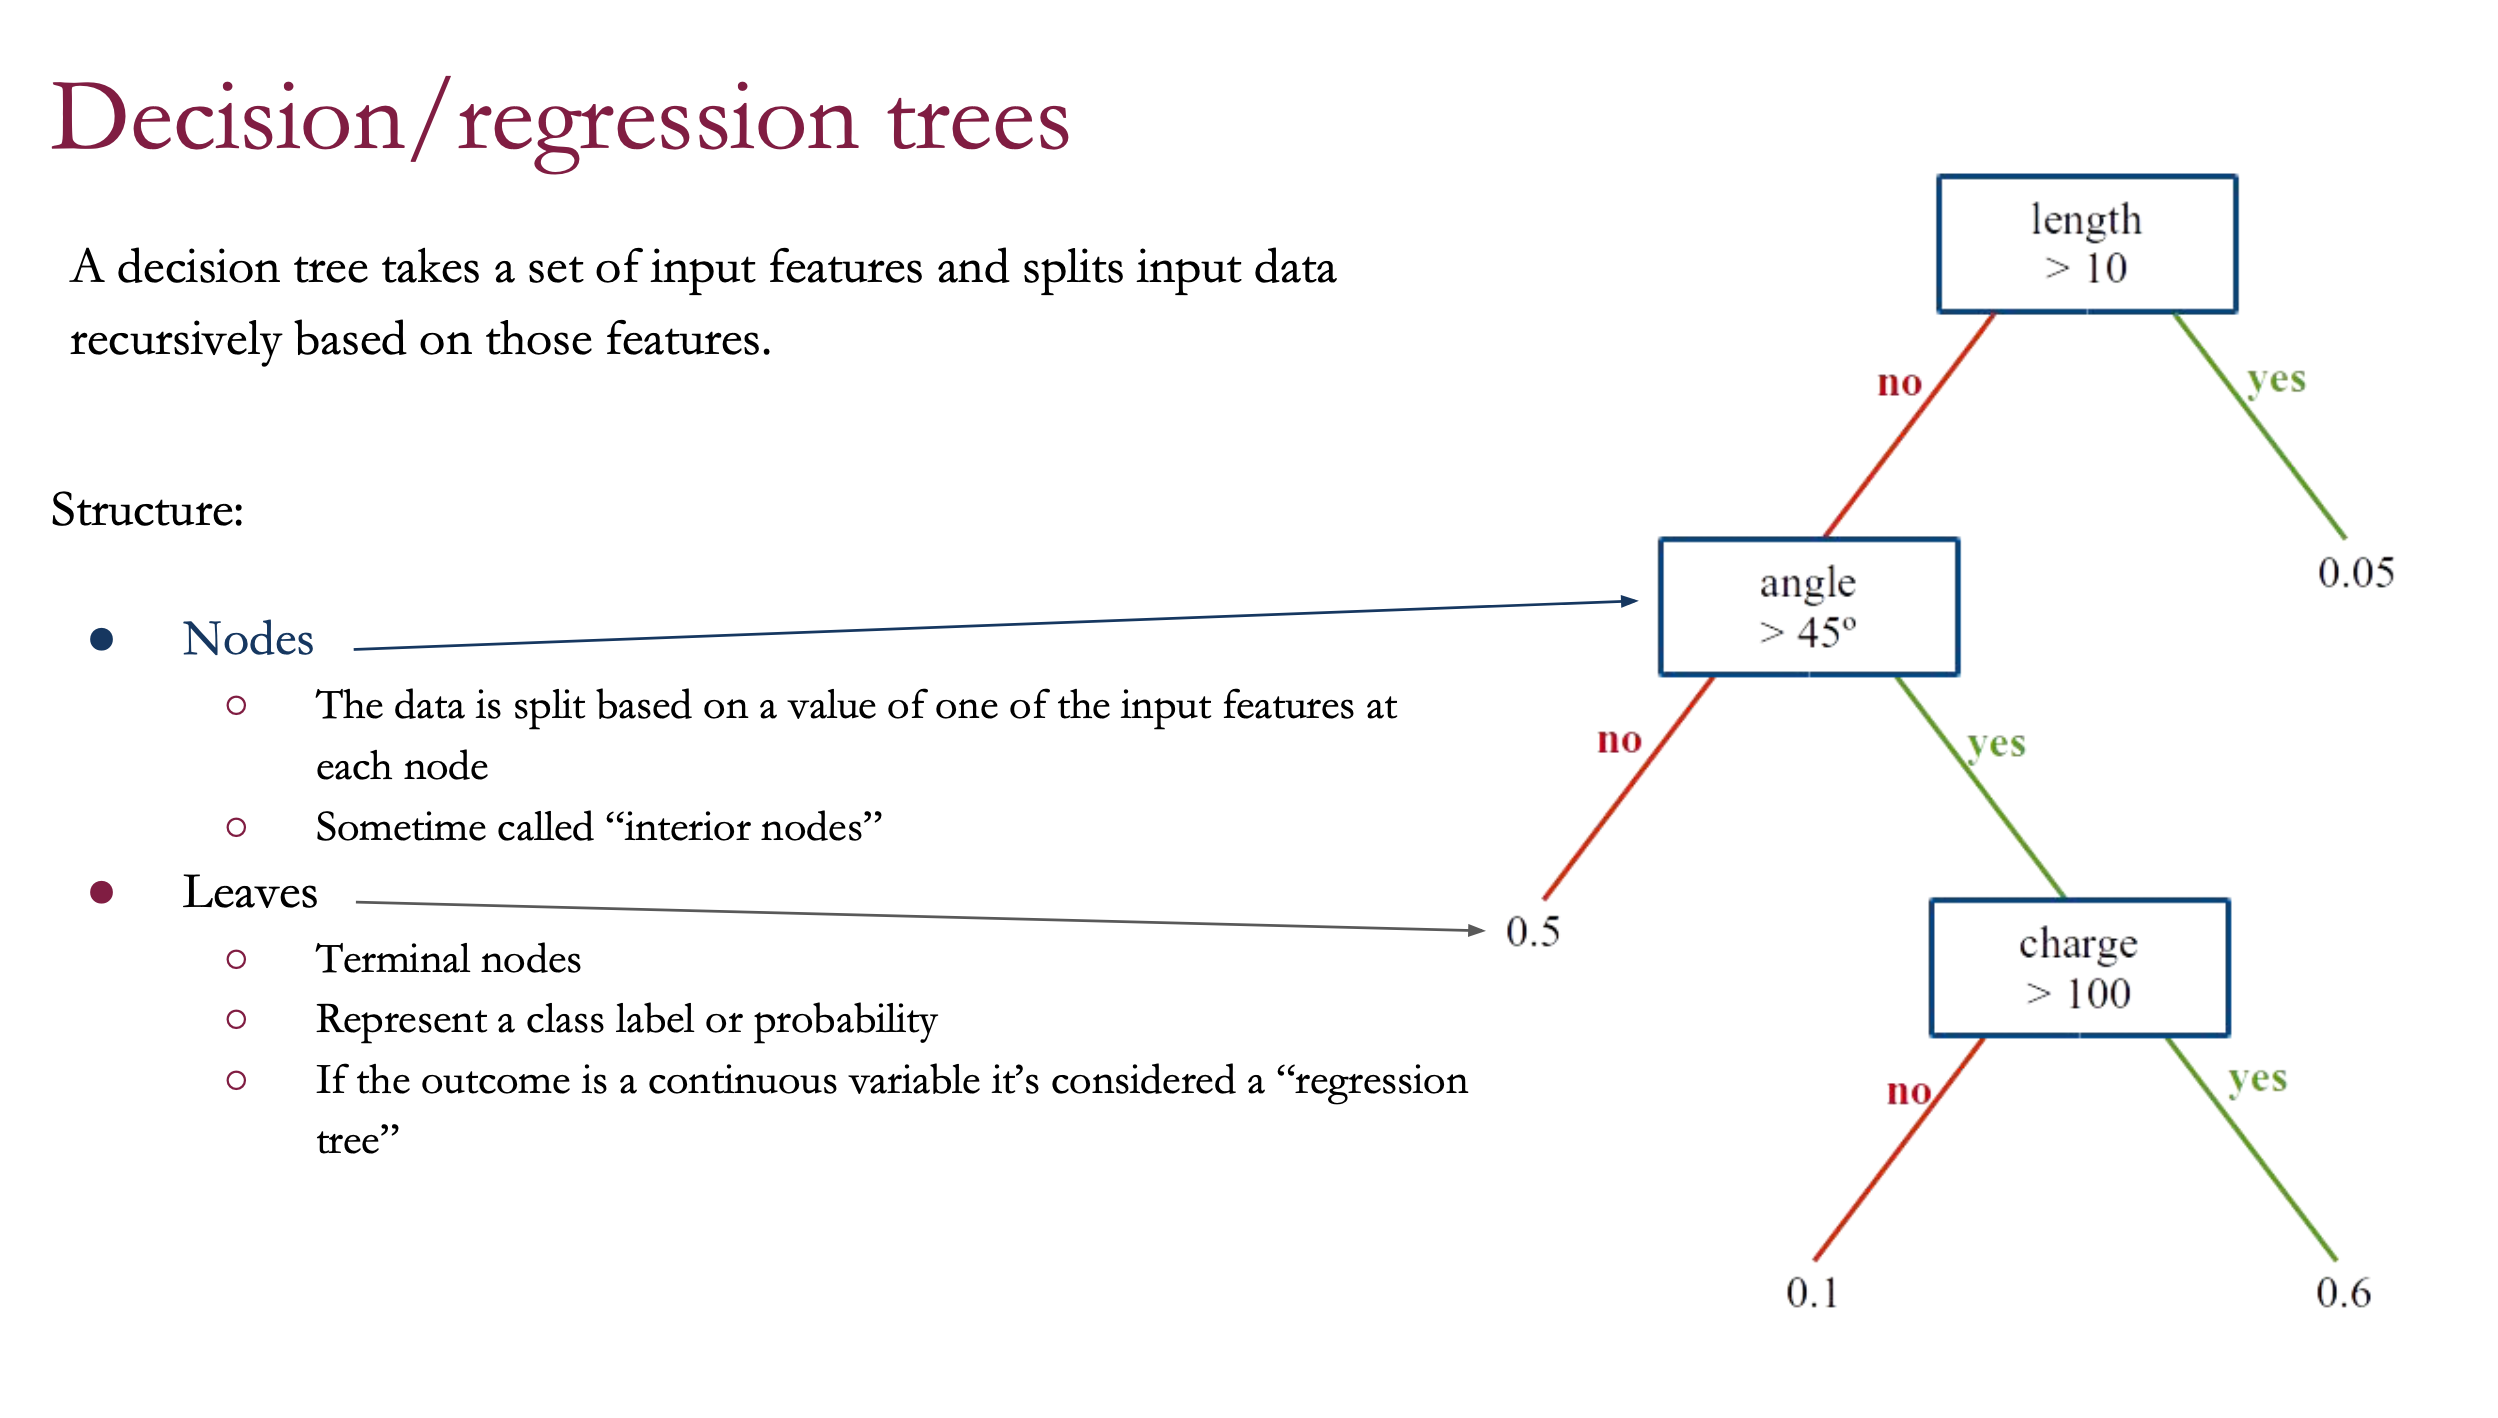 Decision/regression trees
A decision tree takes a set of input features and splits input data
recursively based on those features.
Structure:
Nodes
The data is split based on a value of one of the input features at
each node
Sometime called “interior nodes”
Leaves
Terminal nodes
Represent a class label or probability
If the outcome is a continuous variable it’s considered a “regression
tree”
length
> 10
no
yes
angle
> 45º
0.05
no
yes
0.5
charge
> 100
no
yes
0.1
0.6